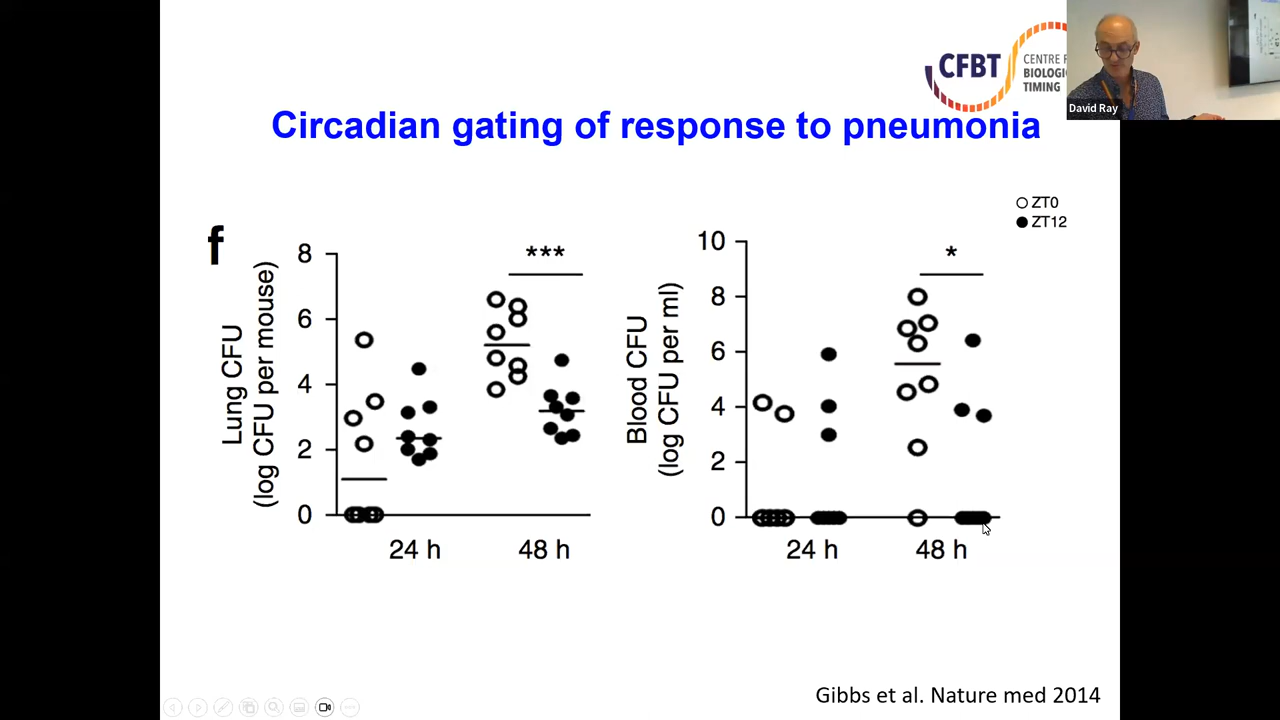 CFBT
CENTRE F
BIOLOGI
TIMING
David Ray
Circadian gating of response to pneumonia
ZT0
ZT12
f
Lung CFU
(log CFU per mouse)
8
6
4
2
0
***
24 h
48 h
Blood CFU
(log CFU per ml)
10
8
6
4
2
0
*
24 h
48 h
Gibbs et al. Nature med 2014